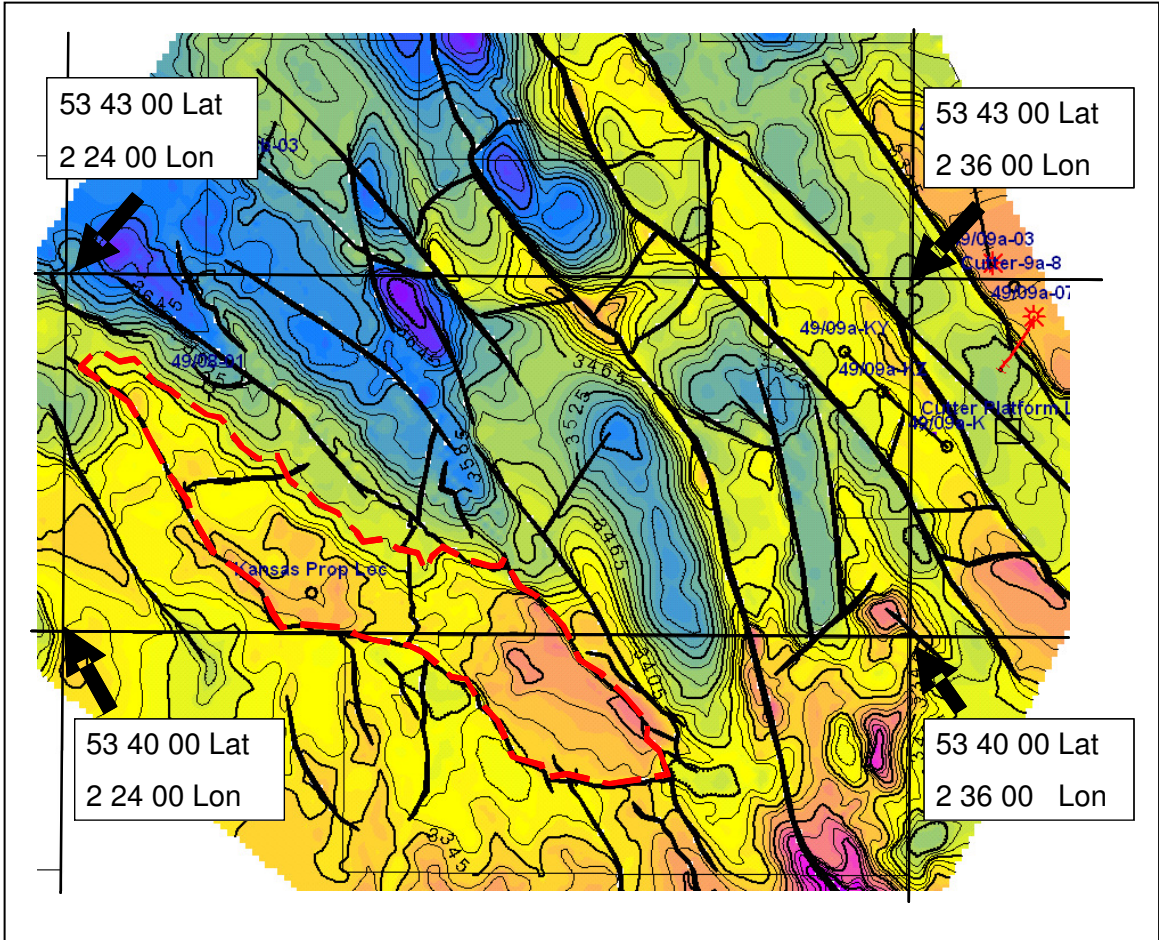 53 43 00 Lat
2 24 00 Lon
53 43 00 Lat
2 36 00 Lon
-03
49/09a-03
Cutter-9a-8
49/09a-07
3645
3645
49/08-01
3465
3525
49/09a-KY
49/09a-KZ
Cutter Platform L
49/09a-K
3525
3585
3465
Kansas Prop Loc
3405
53 40 00 Lat
2 24 00 Lon
53 40 00 Lat
2 36 00 Lon
3345